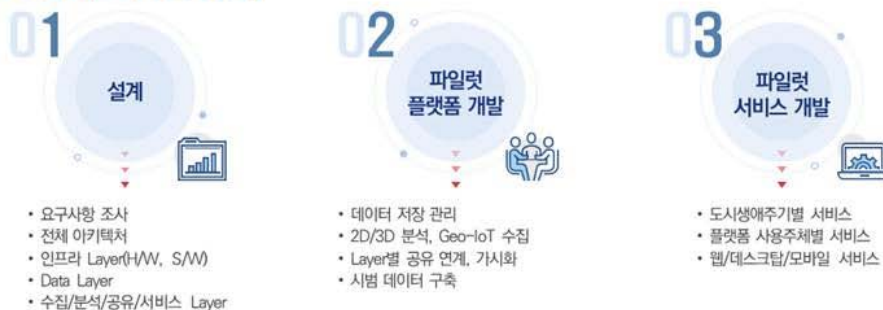 01
설계
• 요구사항 조사
• 전체 아키텍처
• 인프라 Layer(H/W, S/W)
• Data Layer
• 수집/분석/공유/서비스 Layer
02
파일럿
플랫폼 개발
• 데이터 저장 관리
• 2D/3D 분석, Geo-IoT 수집
• Layer별 공유 연계, 가시화
• 시범 데이터 구축
03
파일럿
서비스 개발
• 도시생애주기별 서비스
• 플랫폼 사용주체별 서비스
• 웹/데스크탑/모바일 서비스